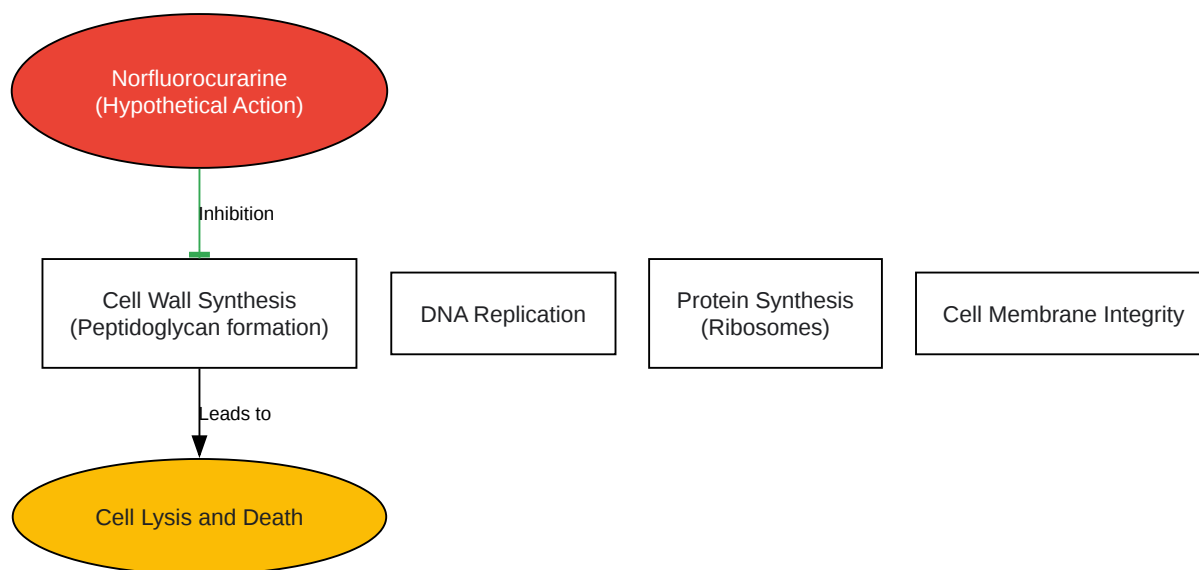 Norfluorocurarine
(Hypothetical Action)
Inhibition
Cell Wall Synthesis
(Peptidoglycan formation)
DNA Replication
Protein Synthesis
(Ribosomes)
Cell Membrane Integrity
Leads to
Cell Lysis and Death